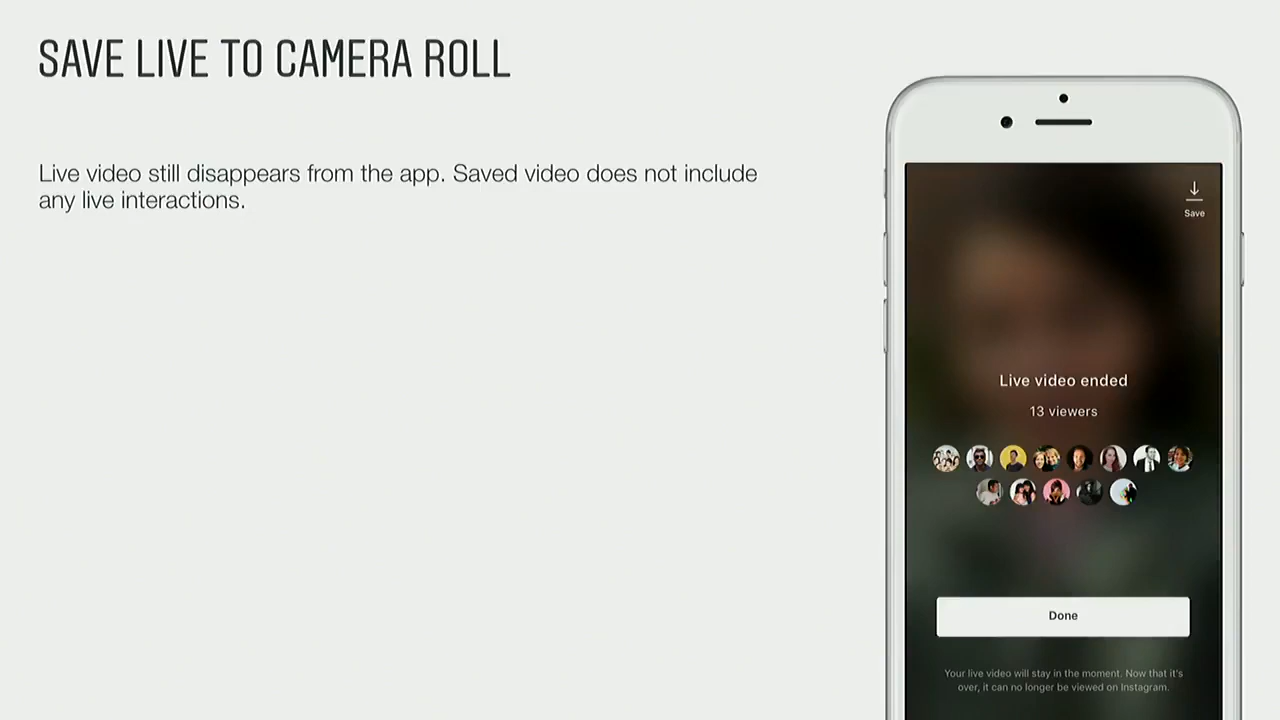 SAVE LIVE TO CAMERA ROLL
Live video still disappears from the app. Saved video does not include
any live interactions.
Save
Live video ended
13 viewers
Done
Your live video will stay in the moment. Now that it's
over, it can no longer be viewed on Instagram.